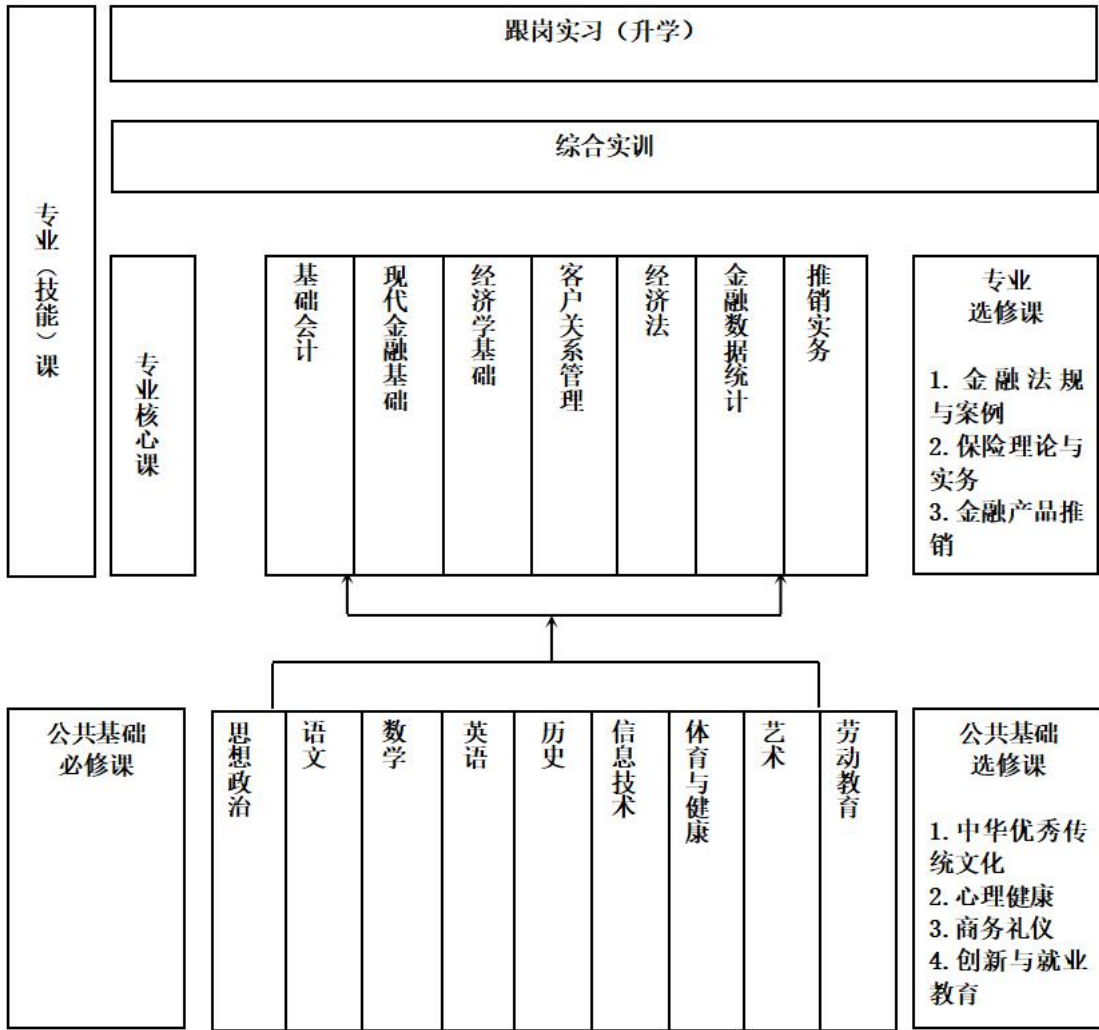 跟岗实习（升学）
综合实训
专业（技能）课
专业核心课
基础会计
现代金融基础
经济学基础
客户关系管理
经济法
金融数据统计
推销实务
专业
选修课
1.金融法规
与案例
2.保险理论与
实务
3.金融产品推
销
公共基础
必修课
思想政治
语文
数学
英语
历史
信息技术
体育与健康
艺术
劳动教育
公共基础
选修课
1.中华优秀传
统文化
2.心理健康
3.商务礼仪
4.创新与就业
教育